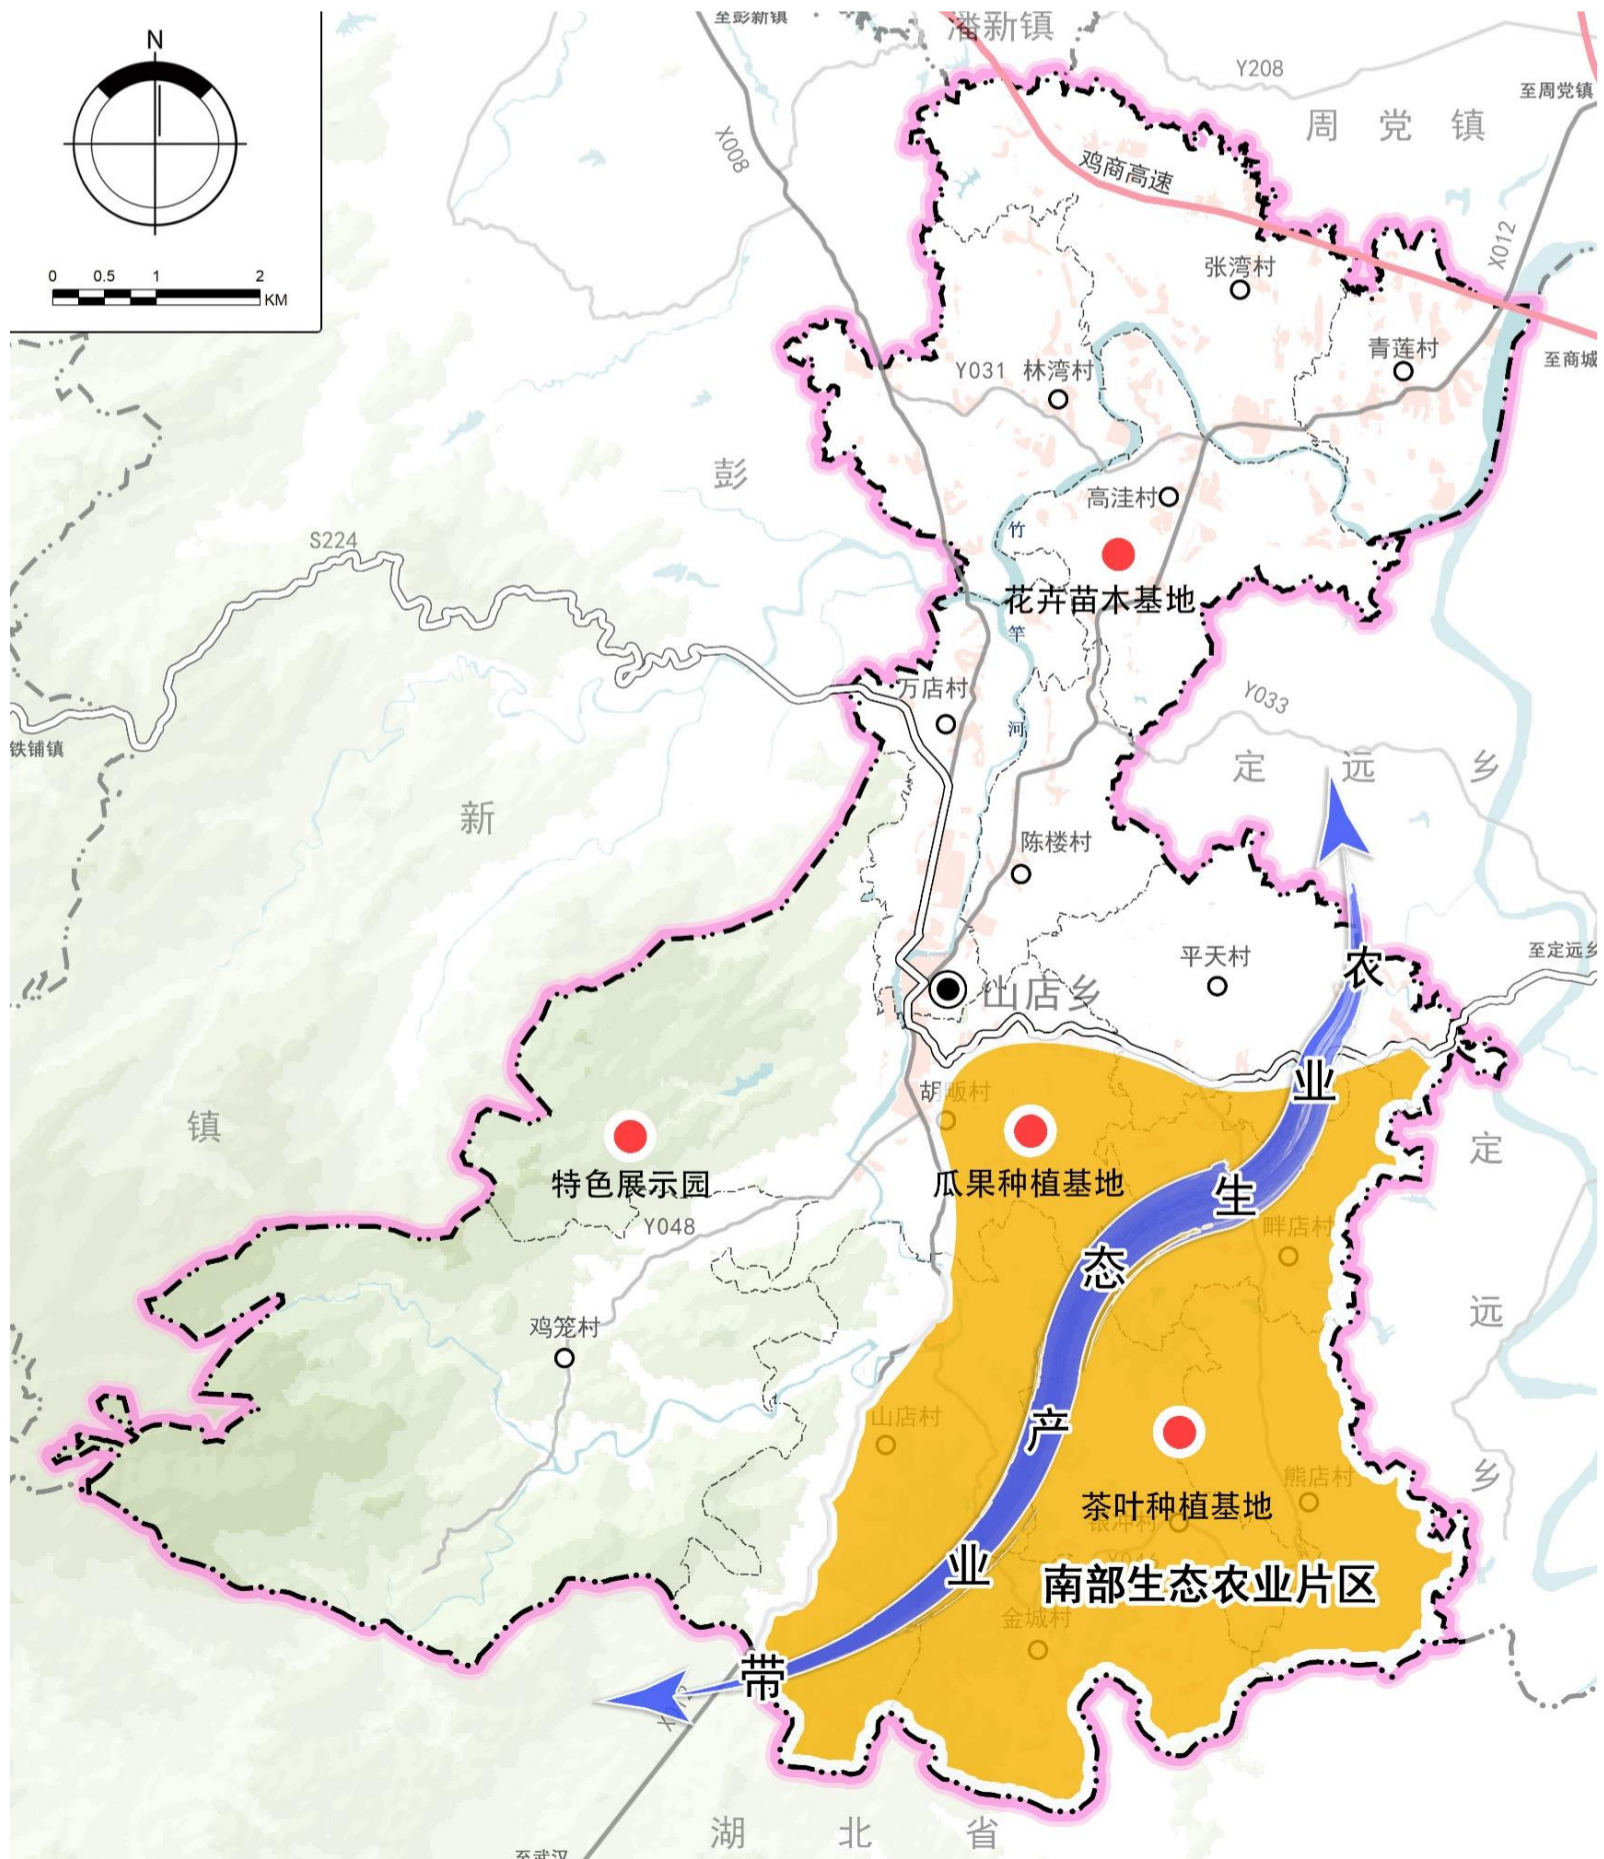 至彭新镇
潘新镇
N
Y208
至周党镇
周党镇
X008
鸡商高速
X012
0 0.5 1 2
KM
张湾村
青莲村
至商城
Y031
林湾村
彭
高洼村
竹
S224
花卉苗木基地
竿
万店村
Y033
河
铁铺镇
定远乡
新
陈楼村
农
平天村
至定远乡
山店乡
业
胡畈村
镇
定
特色展示园
瓜果种植基地
生
Y048
畔店村
态
远
鸡笼村
山店村
产
乡
熊店村
茶叶种植基地
银冲村
业
南部生态农业片区
金城村
带
湖北省
至武汉